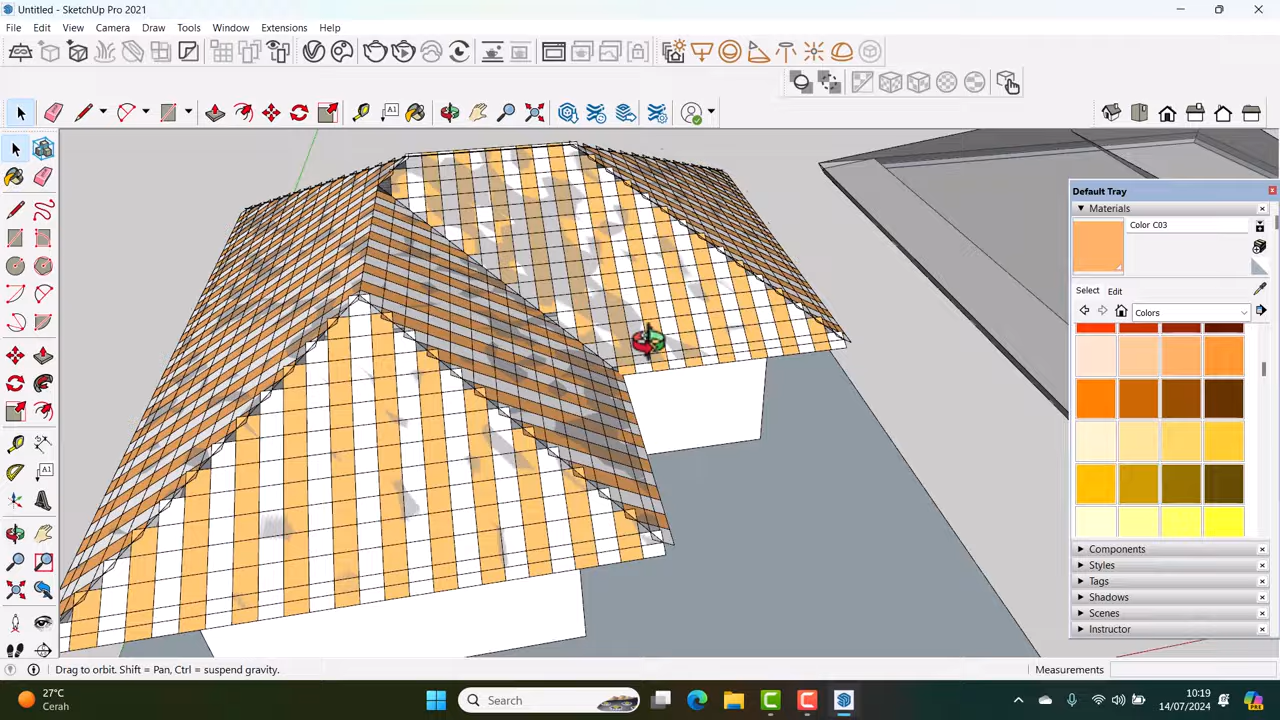 Untitled - SketchUp Pro 2021
File Edit View Camera Draw Tools Window Extensions Help
A1
Default Tray
Materials
Color C03
Select Edit
Colors
A1
Components
Styles
Tags
Shadows
Scenes
Instructor
Drag to orbit. Shift = Pan, Ctrl = suspend gravity.
Measurements
27°C
Cerah
Search
10:19
14/07/2024